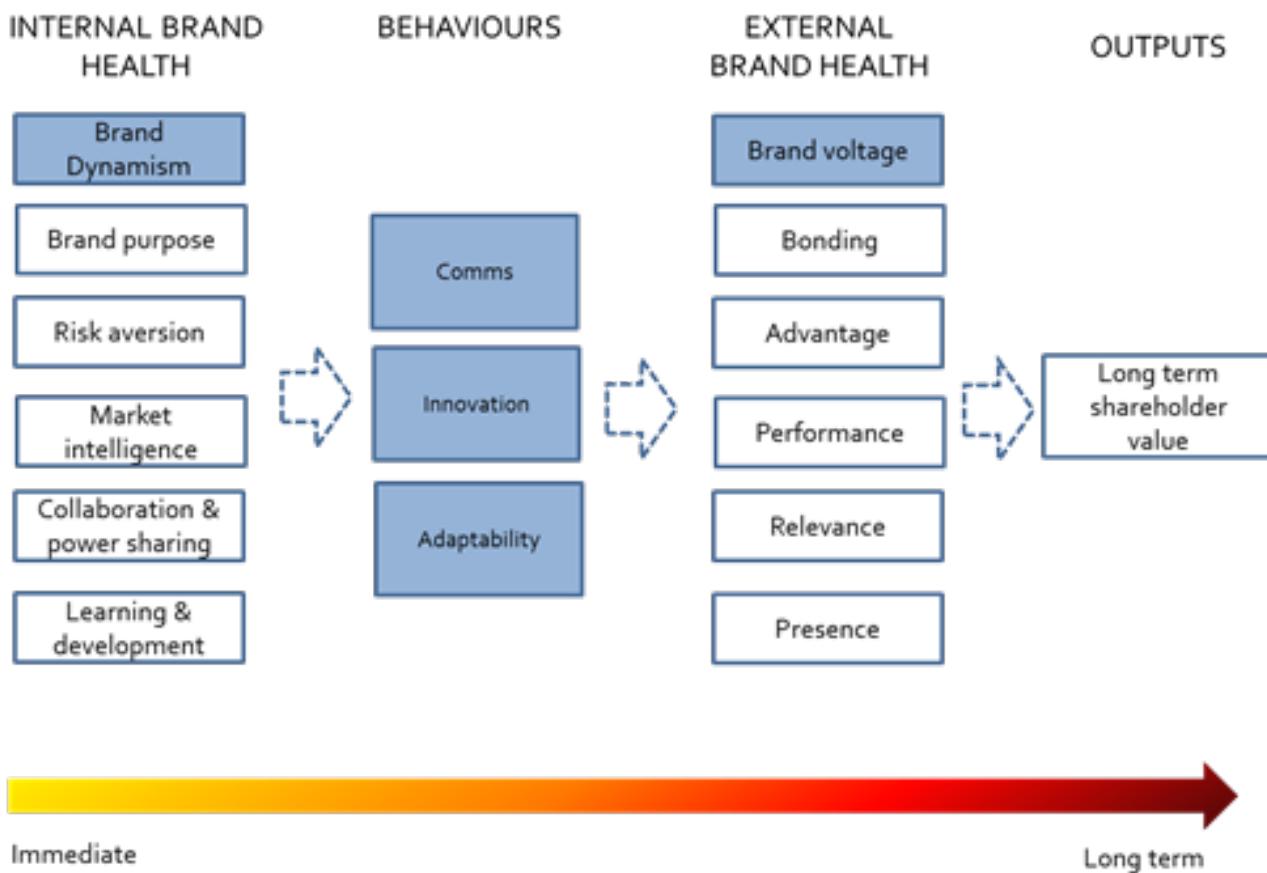 INTERNAL BRAND
HEALTH
BEHAVIOURS
EXTERNAL
BRAND HEALTH
OUTPUTS
Brand
Dynamism
Brand purpose
Risk aversion
Market
intelligence
Collaboration &
power sharing
Learning &
development
Comms
Innovation
Adaptability
Brand voltage
Bonding
Advantage
Performance
Relevance
Presence
Long term
shareholder
value
Immediate
Long term